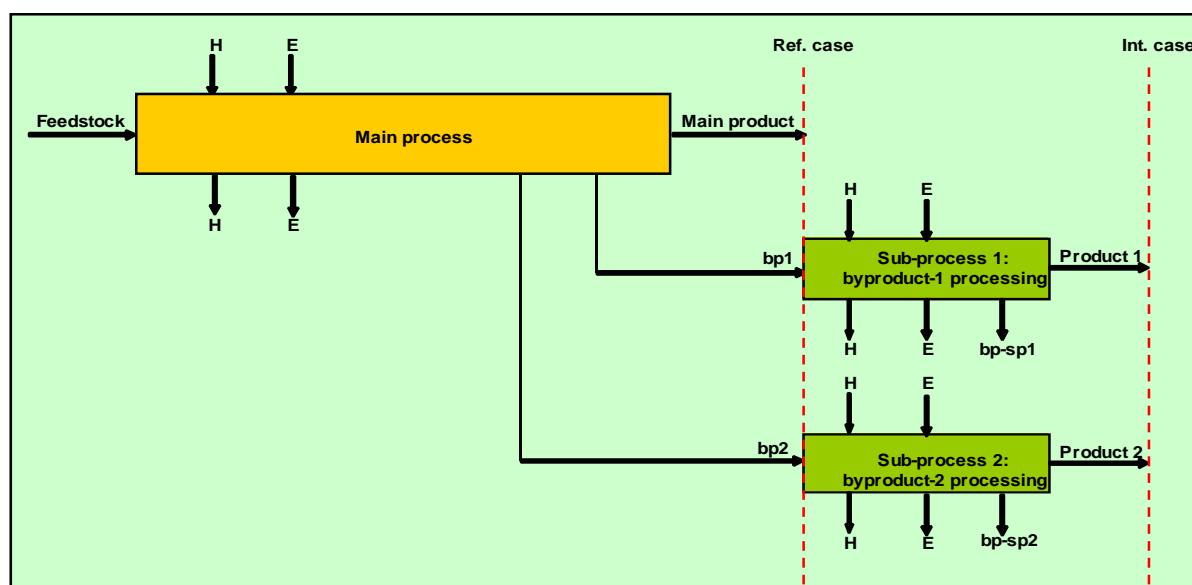 Ref. case
Int. case
H
E
Feedstock
Main process
Main product
H
E
H
E
bp1
Sub-process 1:
byproduct-1 processing
Product 1
H
E
bp-sp1
H
E
bp2
Sub-process 2:
byproduct-2 processing
Product 2
H
E
bp-sp2